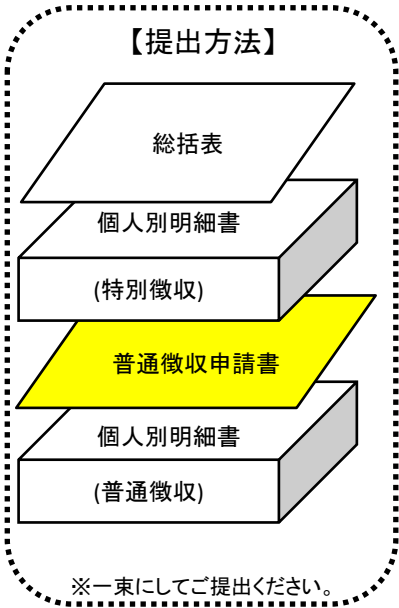 【提出方法】
総括表
個人別明細書
(特別徴収)
普通徴収申請書
個人別明細書
(普通徴収)
※一束にしてご提出ください。